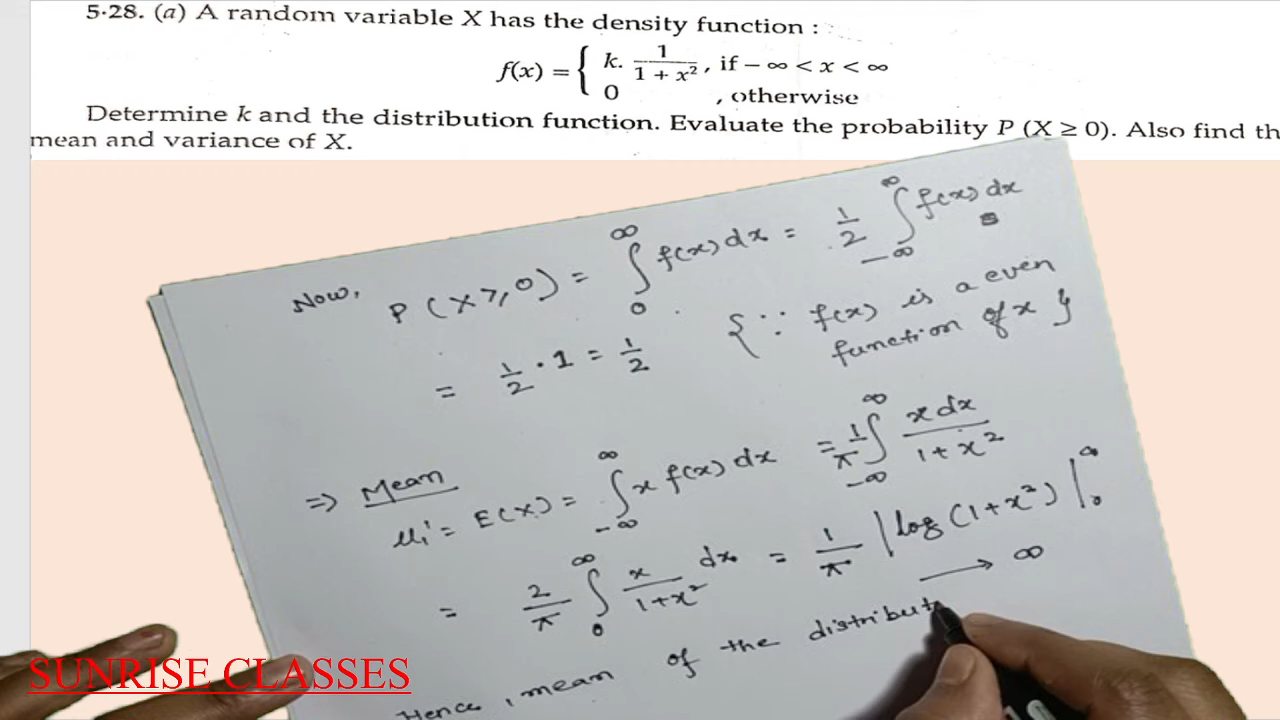 5·28. (a) A random variable X has the density function :
f(x) = { k. 1/(1 + x²) , if – ∞ < x < ∞
0 , otherwise
Determine k and the distribution function. Evaluate the probability P (X ≥ 0). Also find th
mean and variance of X.
Now, P(X ≥, 0) = ∫₀^∞ f(x) dx = 1/2 ∫₋∞^∞ f(x) dx
= 1/2 · 1 = 1/2 { ∵ f(x) is a even
function of x }
=> Mean
μ₁' = E(X) = ∫₋∞^∞ x f(x) dx = 1/π ∫₋∞^∞ x dx/(1+x²)
= 2/π ∫₀^∞ x/(1+x²) dx = 1/π |log(1+x²)|₀^∞
⟶ ∞
Hence, mean of the distribut
SUNRISE CLASSES